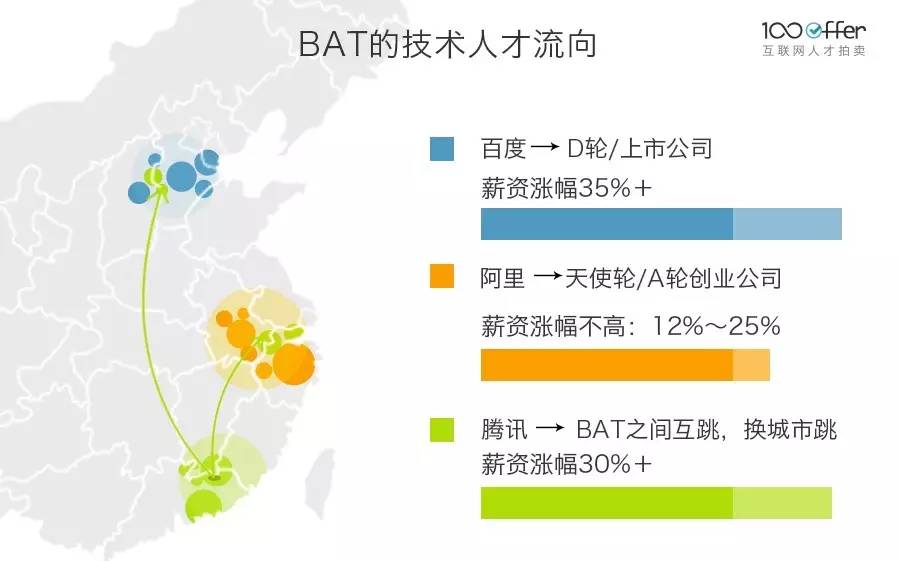 BAT的技术人才流向
100offer
互联网人才拍卖
百度→D轮/上市公司
薪资涨幅35%+
阿里→天使轮/A轮创业公司
薪资涨幅不高：12%～25%
腾讯→BAT之间互跳，换城市跳
薪资涨幅30%+